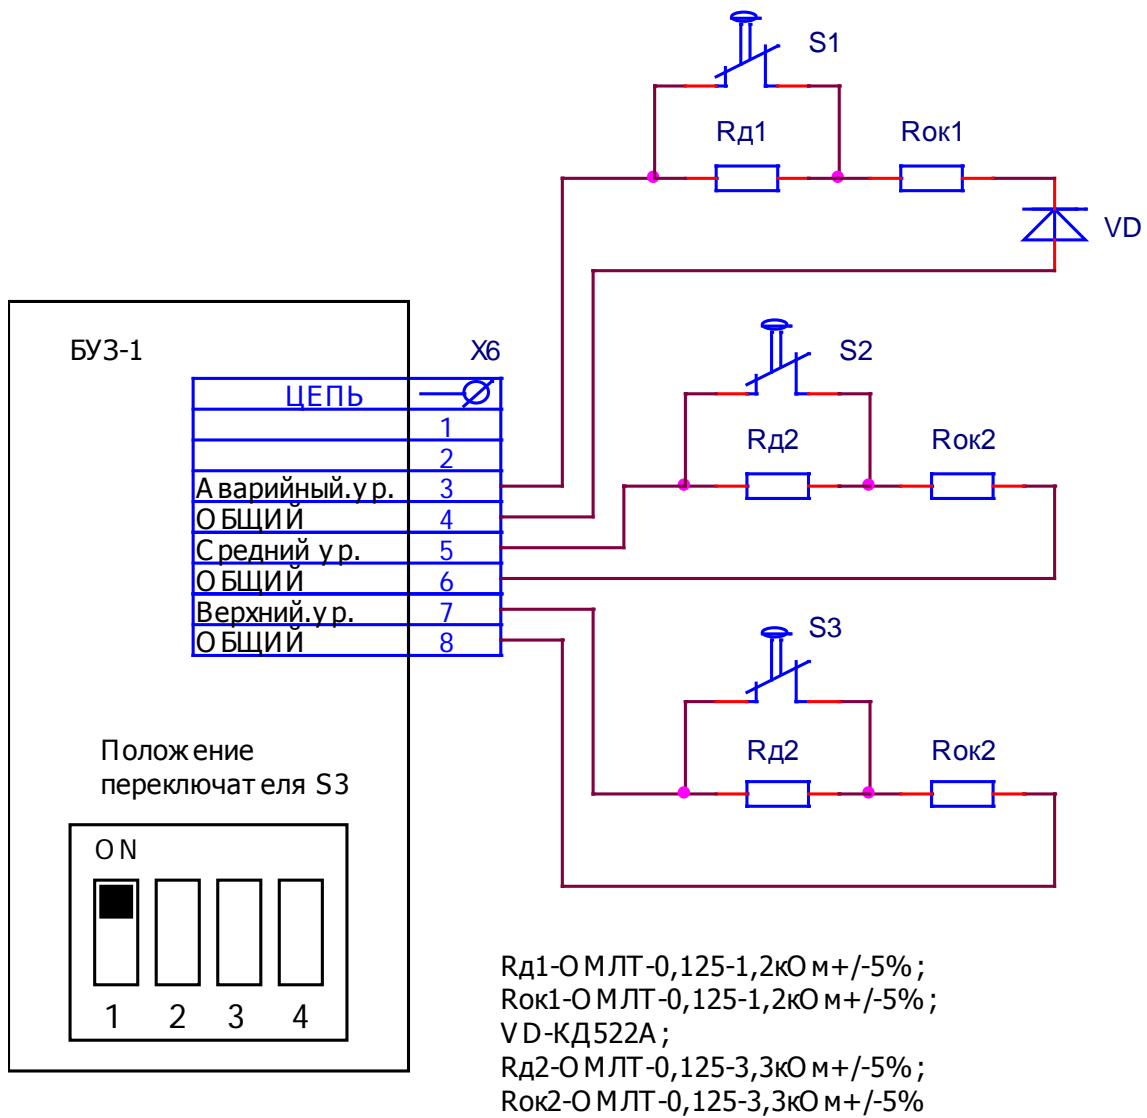 S1
Rд1
Rок1
VD
БУЗ-1
X6
S2
ЦЕПЬ
1
2
Аварийный.ур. 3
ОБЩИЙ 4
Средний ур. 5
ОБЩИЙ 6
Верхний.ур. 7
ОБЩИЙ 8
Rд2
Rок2
S3
Rд2
Rок2
Положение
переключателя S3
ON
1 2 3 4
Rд1-ОМЛТ-0,125-1,2кОм+/-5%;
Rок1-ОМЛТ-0,125-1,2кОм+/-5%;
VD-КД522А;
Rд2-ОМЛТ-0,125-3,3кОм+/-5%;
Rок2-ОМЛТ-0,125-3,3кОм+/-5%